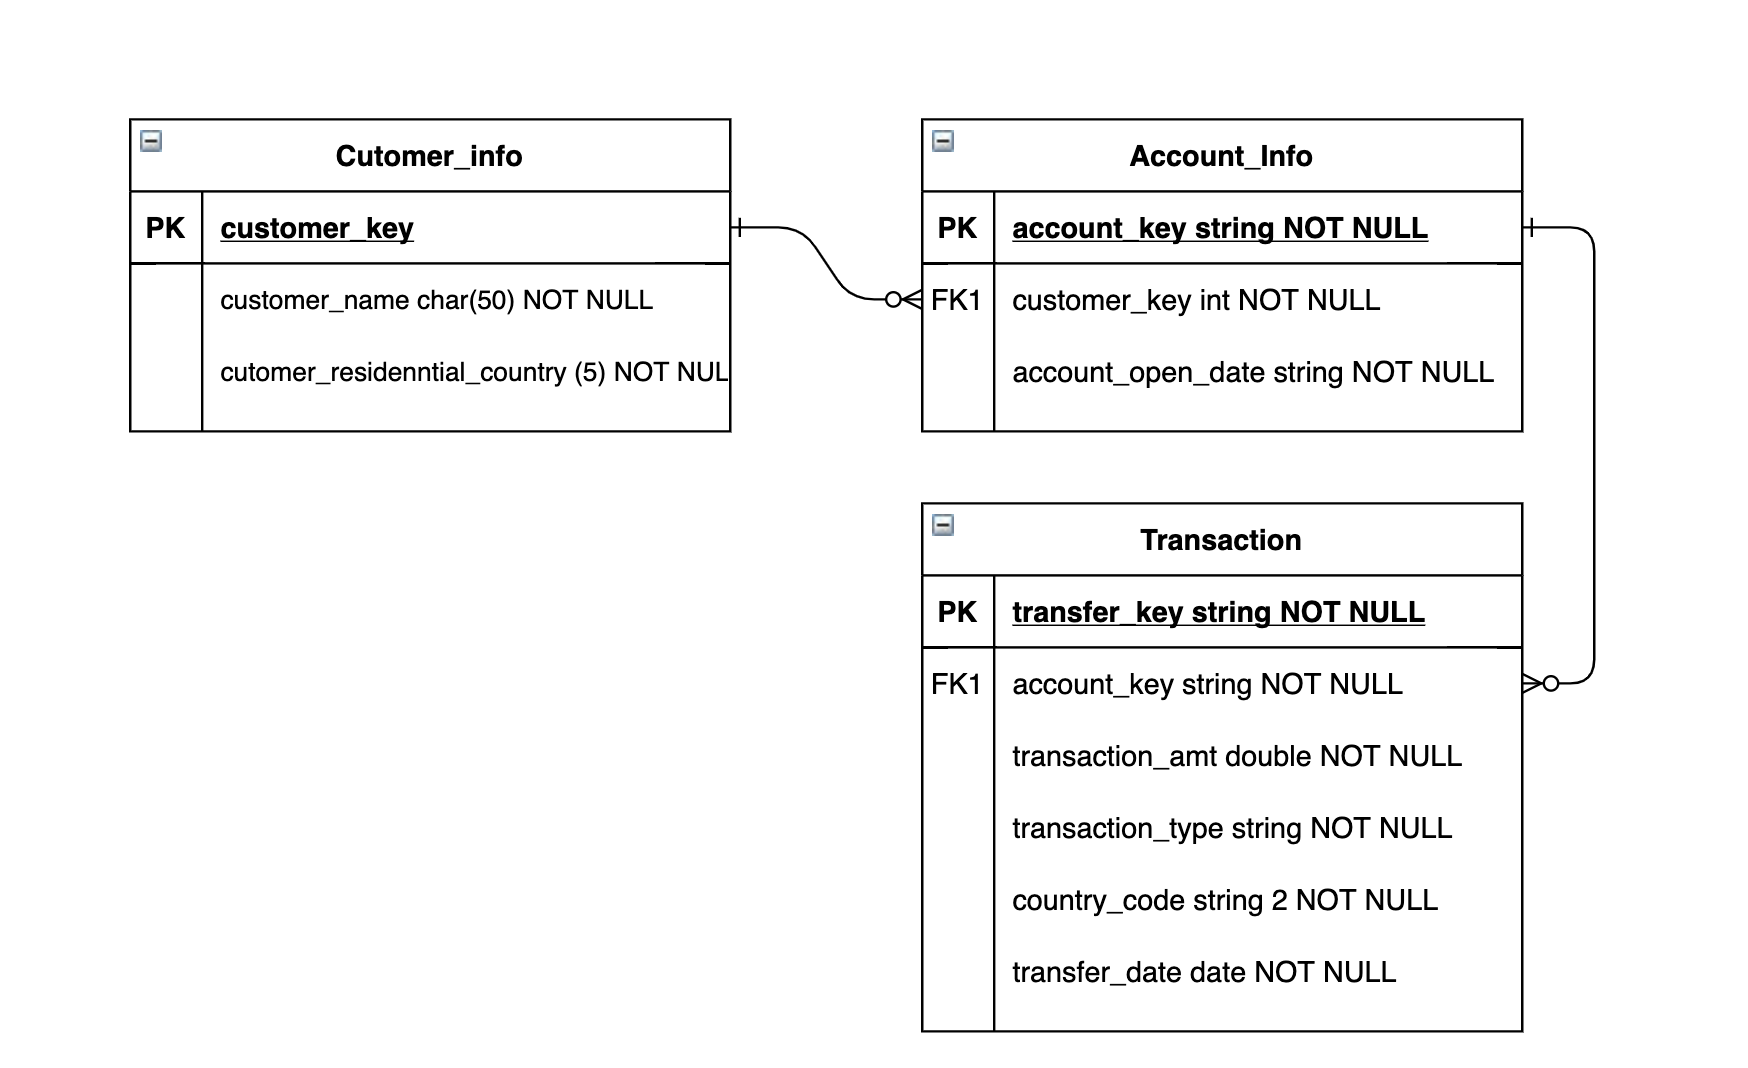 Cutomer_info
PK customer_key
customer_name char(50) NOT NULL
cutomer_residenntial_country (5) NOT NUL
Account_Info
PK account_key string NOT NULL
FK1 customer_key int NOT NULL
account_open_date string NOT NULL
Transaction
PK transfer_key string NOT NULL
FK1 account_key string NOT NULL
transaction_amt double NOT NULL
transaction_type string NOT NULL
country_code string 2 NOT NULL
transfer_date date NOT NULL